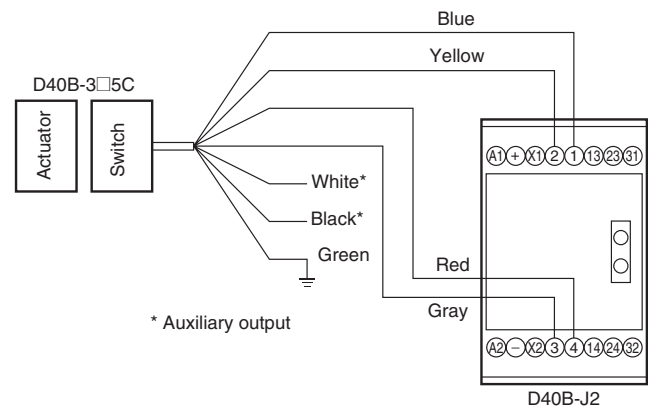 Blue
Yellow
D40B-3□5C
Actuator
Switch
A1 + X1 2 1 13 23 31
White*
Black*
Green
Red
Gray
* Auxiliary output
A2 − X2 3 4 14 24 32
D40B-J2